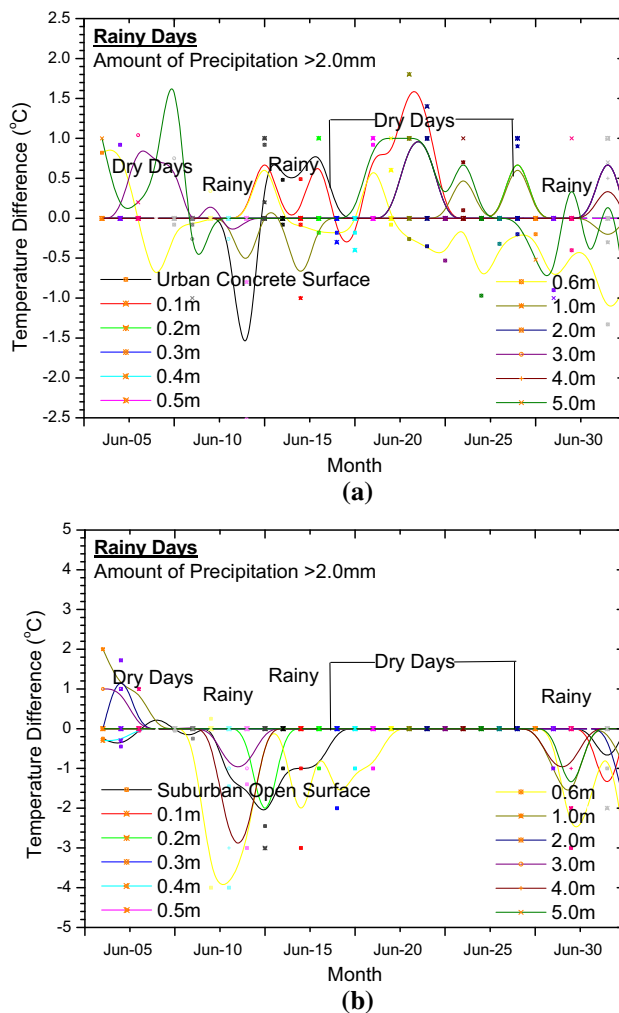 Rainy Days
Amount of Precipitation >2.0mm
2.5
2.0
1.5
1.0
0.5
0.0
-0.5
-1.0
-1.5
-2.0
-2.5
Temperature Difference (°C)
Dry Days
Rainy
Rainy
Dry Days
Rainy
Urban Concrete Surface
0.1m
0.2m
0.3m
0.4m
0.5m
0.6m
1.0m
2.0m
3.0m
4.0m
5.0m
Jun-05 Jun-10 Jun-15 Jun-20 Jun-25 Jun-30
Month
(a)
Rainy Days
Amount of Precipitation >2.0mm
5
4
3
2
1
0
-1
-2
-3
-4
-5
Temperature Difference (°C)
Dry Days
Rainy
Rainy
Dry Days
Rainy
Suburban Open Surface
0.1m
0.2m
0.3m
0.4m
0.5m
0.6m
1.0m
2.0m
3.0m
4.0m
5.0m
Jun-05 Jun-10 Jun-15 Jun-20 Jun-25 Jun-30
Month
(b)